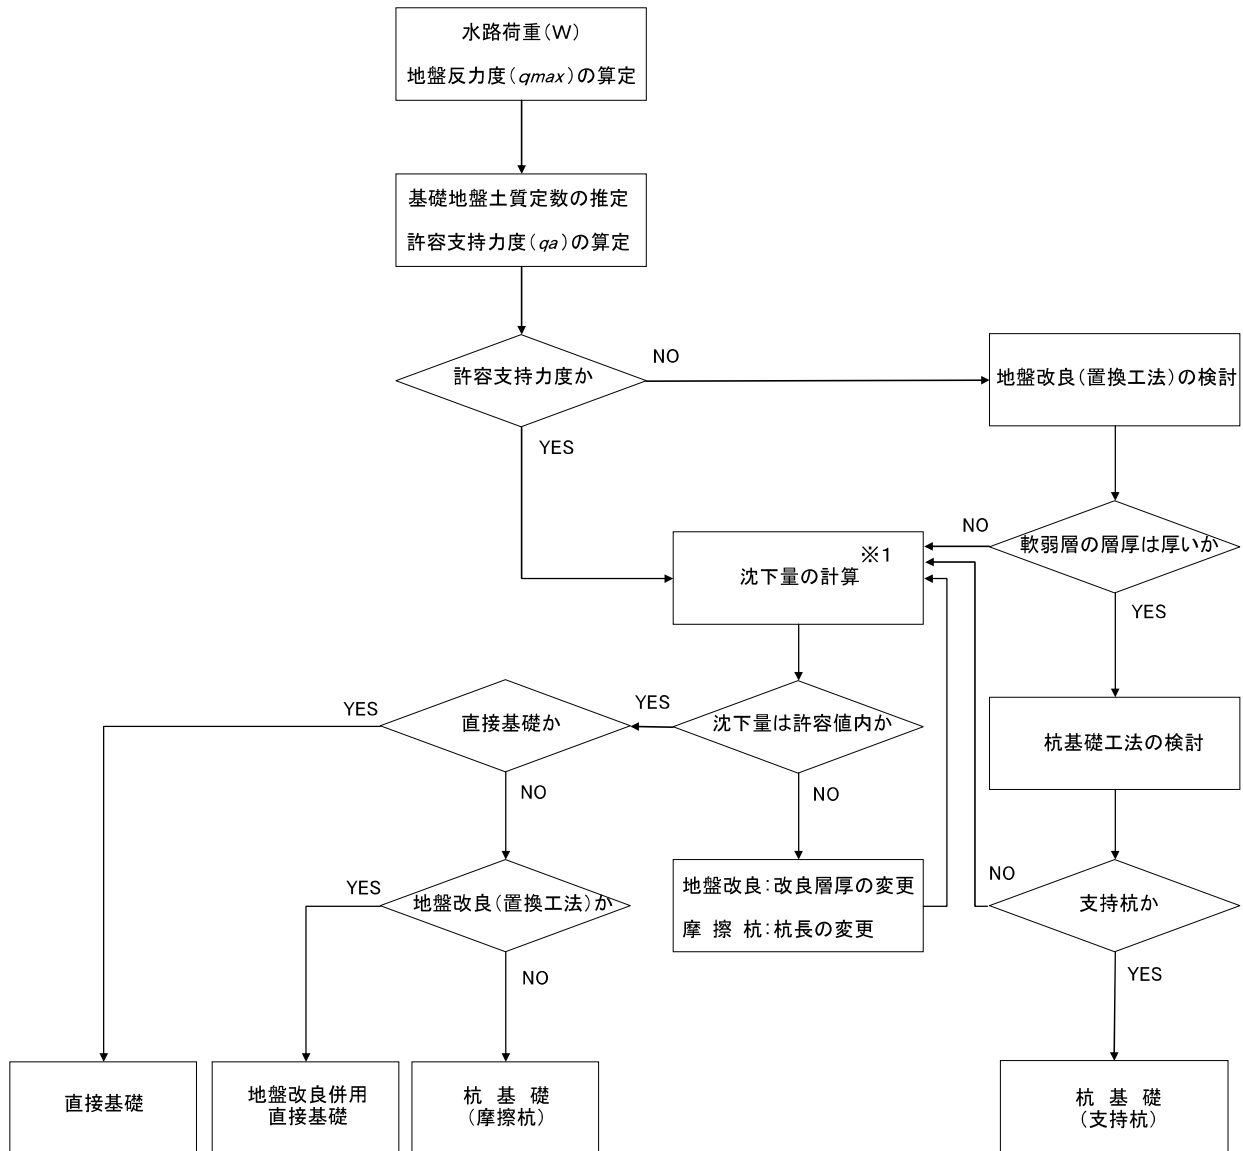 水路荷重(W)
地盤反力度(qmax)の算定
基礎地盤土質定数の推定
許容支持力度(qa)の算定
許容支持力度か
NO
地盤改良(置換工法)の検討
YES
軟弱層の層厚は厚いか
NO
YES
沈下量の計算※1
沈下量は許容値内か
YES
NO
直接基礎か
YES
NO
杭基礎工法の検討
地盤改良:改良層厚の変更
摩 擦 杭:杭長の変更
支持杭か
NO
YES
地盤改良(置換工法)か
YES
NO
直接基礎
地盤改良併用
直接基礎
杭 基 礎
(摩擦杭)
杭 基 礎
(支持杭)